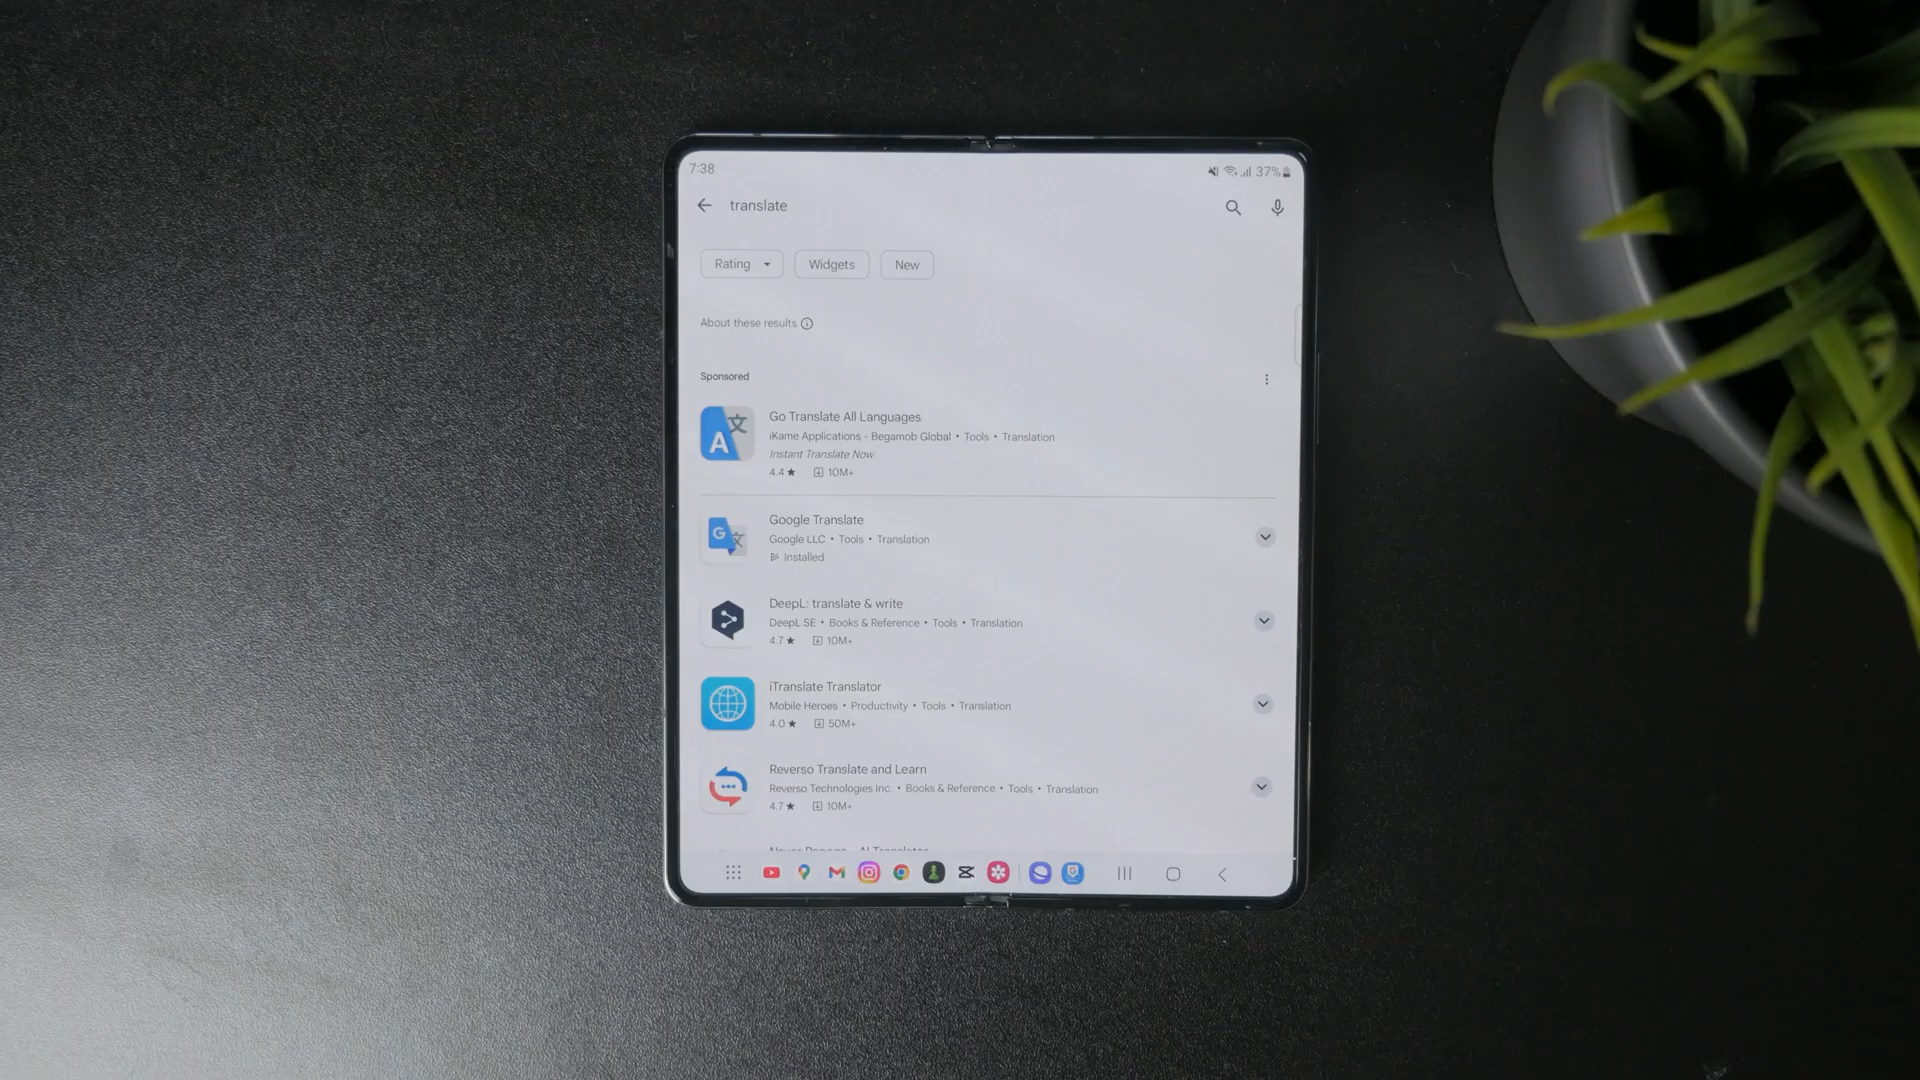 7:38
37%
translate
Rating
Widgets
New
About these results
Sponsored
A 文
Go Translate All Languages
iKame Applications - Begamob Global • Tools • Translation
Instant Translate Now
4.4 ★ 10M+
G 文
Google Translate
Google LLC • Tools • Translation
Installed
DeepL: translate & write
DeepL SE • Books & Reference • Tools • Translation
4.7 ★ 10M+
iTranslate Translator
Mobile Heroes • Productivity • Tools • Translation
4.0 ★ 50M+
Reverso Translate and Learn
Reverso Technologies Inc. • Books & Reference • Tools • Translation
4.7 ★ 10M+